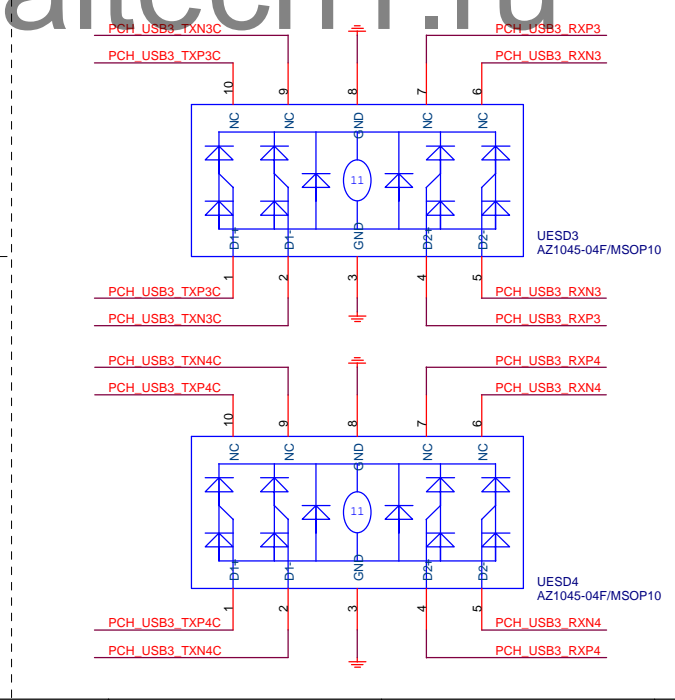 PCH_USB3_TXN3C PCH_USB3_RXP3
PCH_USB3_TXP3C PCH_USB3_RXN3
10 9 8 7 6
NC NC GND NC NC
11
D1+ D1- GND D2+ D2-
UESD3
AZ1045-04F/MSOP10
1 2 3 4 5
PCH_USB3_TXP3C PCH_USB3_RXN3
PCH_USB3_TXN3C PCH_USB3_RXP3
PCH_USB3_TXN4C PCH_USB3_RXP4
PCH_USB3_TXP4C PCH_USB3_RXN4
10 9 8 7 6
NC NC GND NC NC
11
D1+ D1- GND D2+ D2-
UESD4
AZ1045-04F/MSOP10
1 2 3 4 5
PCH_USB3_TXP4C PCH_USB3_RXN4
PCH_USB3_TXN4C PCH_USB3_RXP4